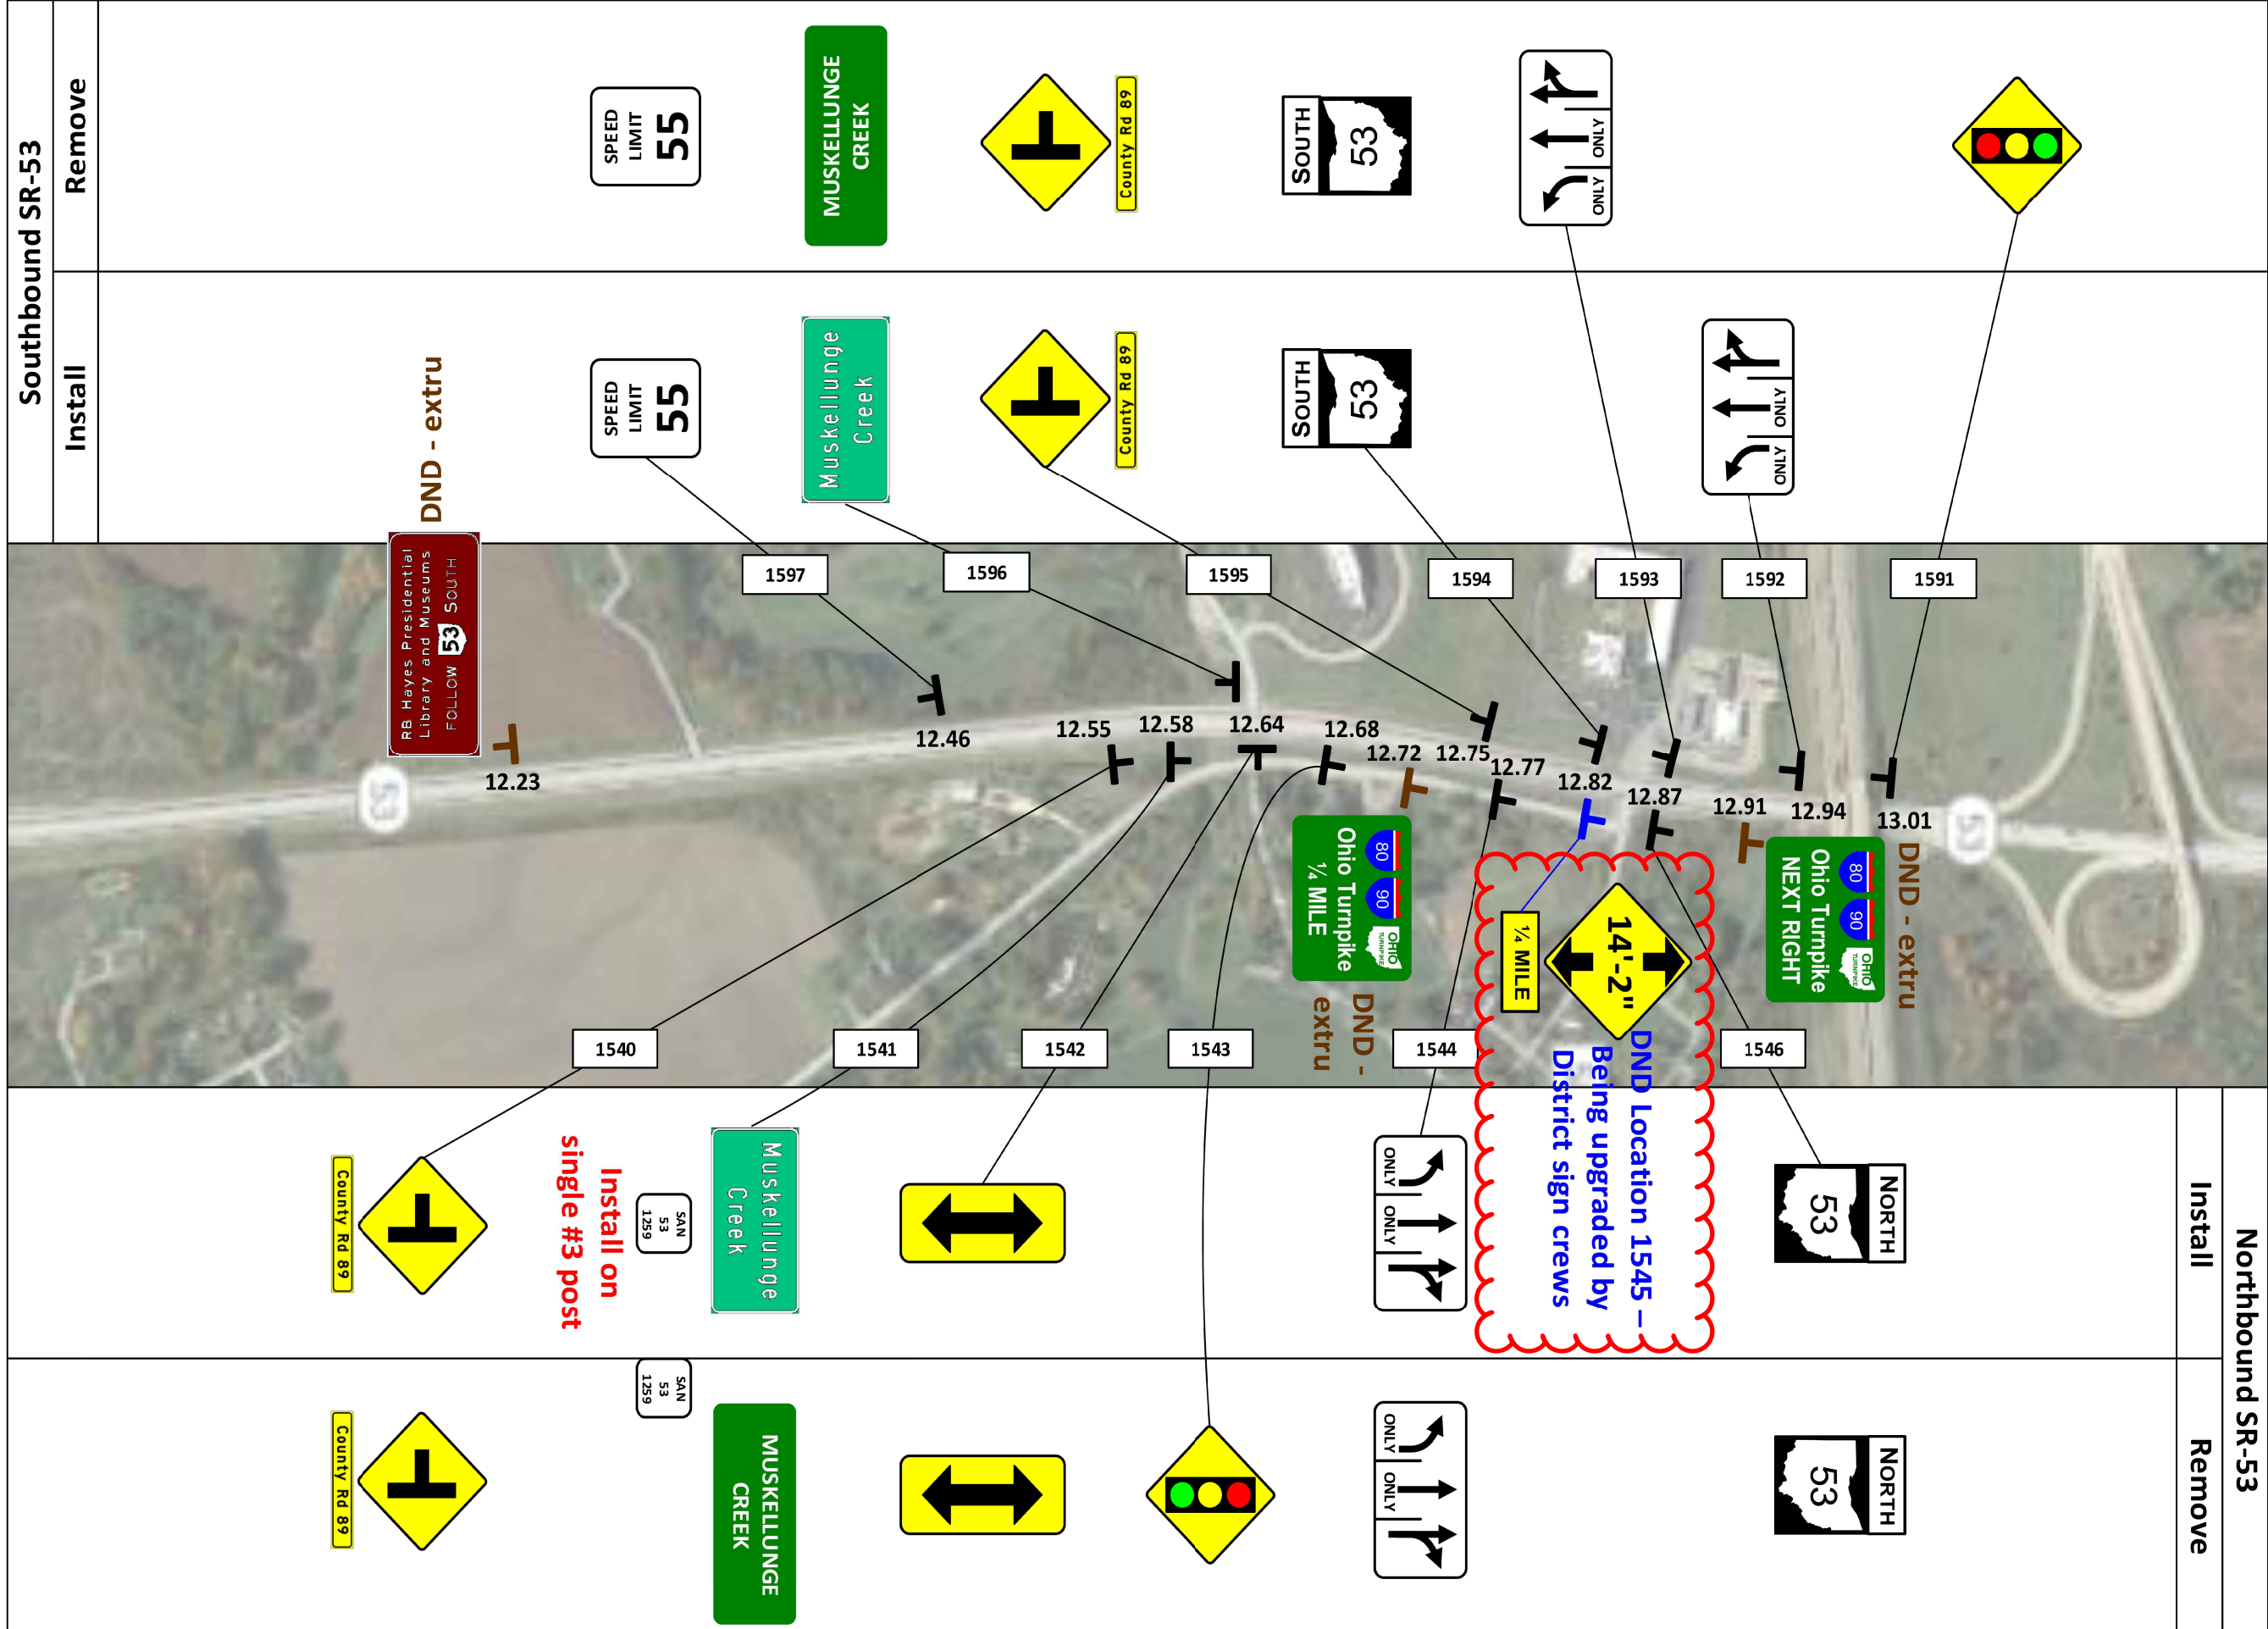 Southbound SR-53
Remove
SPEED
LIMIT
55
MUSKELLUNGE
CREEK
County Rd 89
SOUTH
53
ONLY
ONLY
Install
DND - extru
SPEED
LIMIT
55
Muskellunge
Creek
County Rd 89
SOUTH
53
ONLY
ONLY
RB Hayes Presidential
Library and Museums
FOLLOW 53 SOUTH
1597
1596
1595
1594
1593
1592
1591
12.23
12.46
12.55
12.58
12.64
12.68
12.72
12.75
12.77
12.82
12.87
12.91
12.94
13.01
53
53
80 90 OHIO TURNPIKE
Ohio Turnpike
¼ MILE
DND -
extru
14'-2"
¼ MILE
80 90 OHIO TURNPIKE
Ohio Turnpike
NEXT RIGHT
DND - extru
1540
1541
1542
1543
1544
1546
DND Location 1545 –
Being upgraded by
District sign crews
Northbound SR-53
Install
County Rd 89
Install on
single #3 post
SAN
53
1259
Muskellunge
Creek
ONLY
ONLY
NORTH
53
Remove
County Rd 89
SAN
53
1259
MUSKELLUNGE
CREEK
ONLY
ONLY
NORTH
53